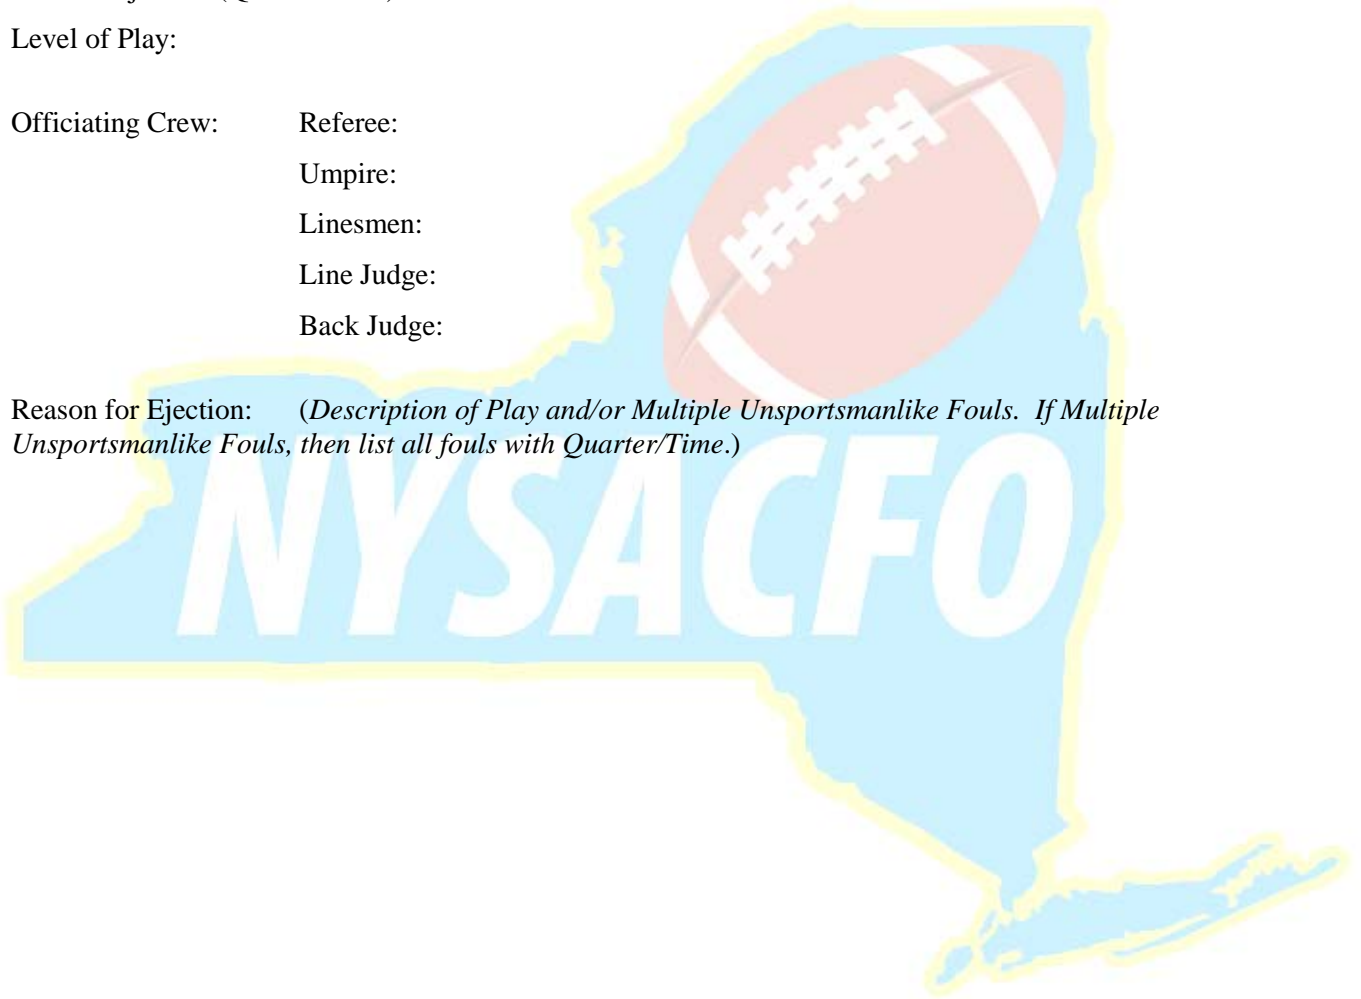 Level of Play:
Officiating Crew: Referee:
Umpire:
Linesmen:
Line Judge:
Back Judge:
Reason for Ejection: (Description of Play and/or Multiple Unsportsmanlike Fouls. If Multiple
Unsportsmanlike Fouls, then list all fouls with Quarter/Time.)
NYSACFO